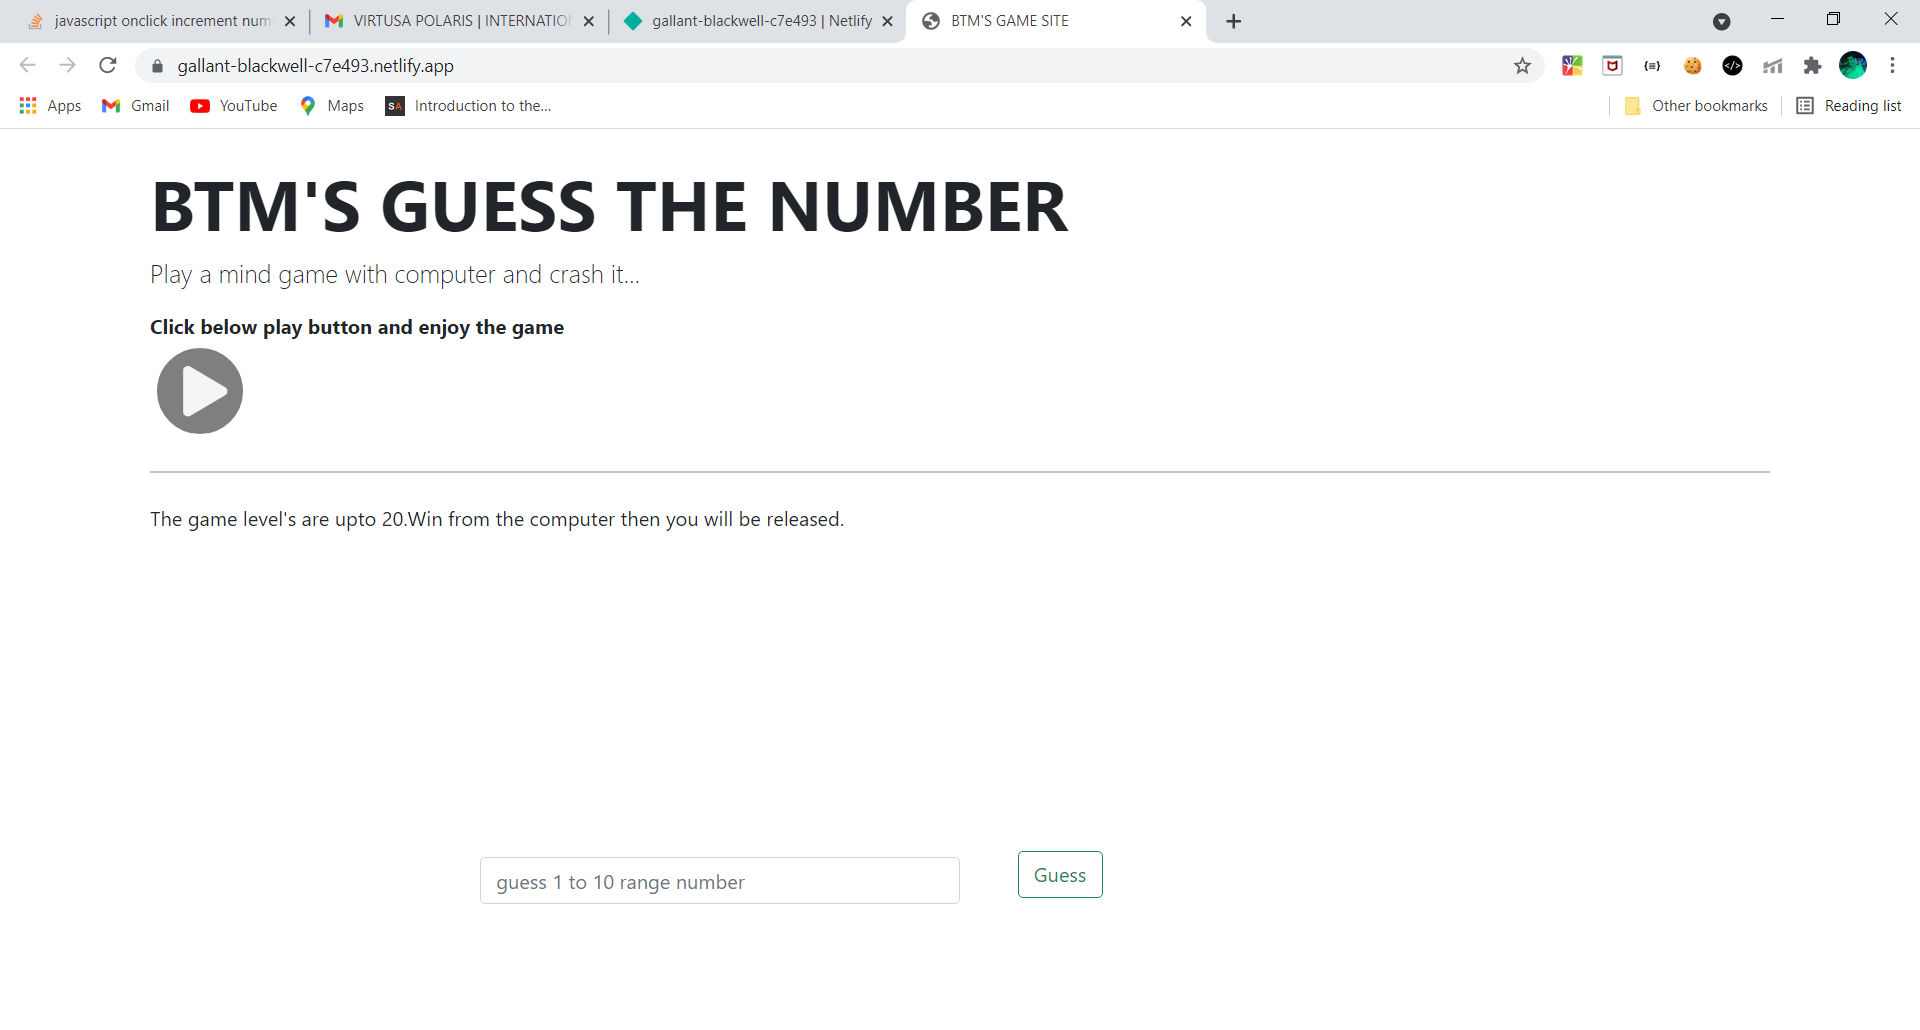 javascript onclick increment num
VIRTUSA POLARIS | INTERNATIO
gallant-blackwell-c7e493 | Netlify
BTM'S GAME SITE
gallant-blackwell-c7e493.netlify.app
Apps
Gmail
YouTube
Maps
SA
Introduction to the...
Other bookmarks
Reading list
BTM'S GUESS THE NUMBER
Play a mind game with computer and crash it...
Click below play button and enjoy the game
The game level's are upto 20.Win from the computer then you will be released.
guess 1 to 10 range number
Guess